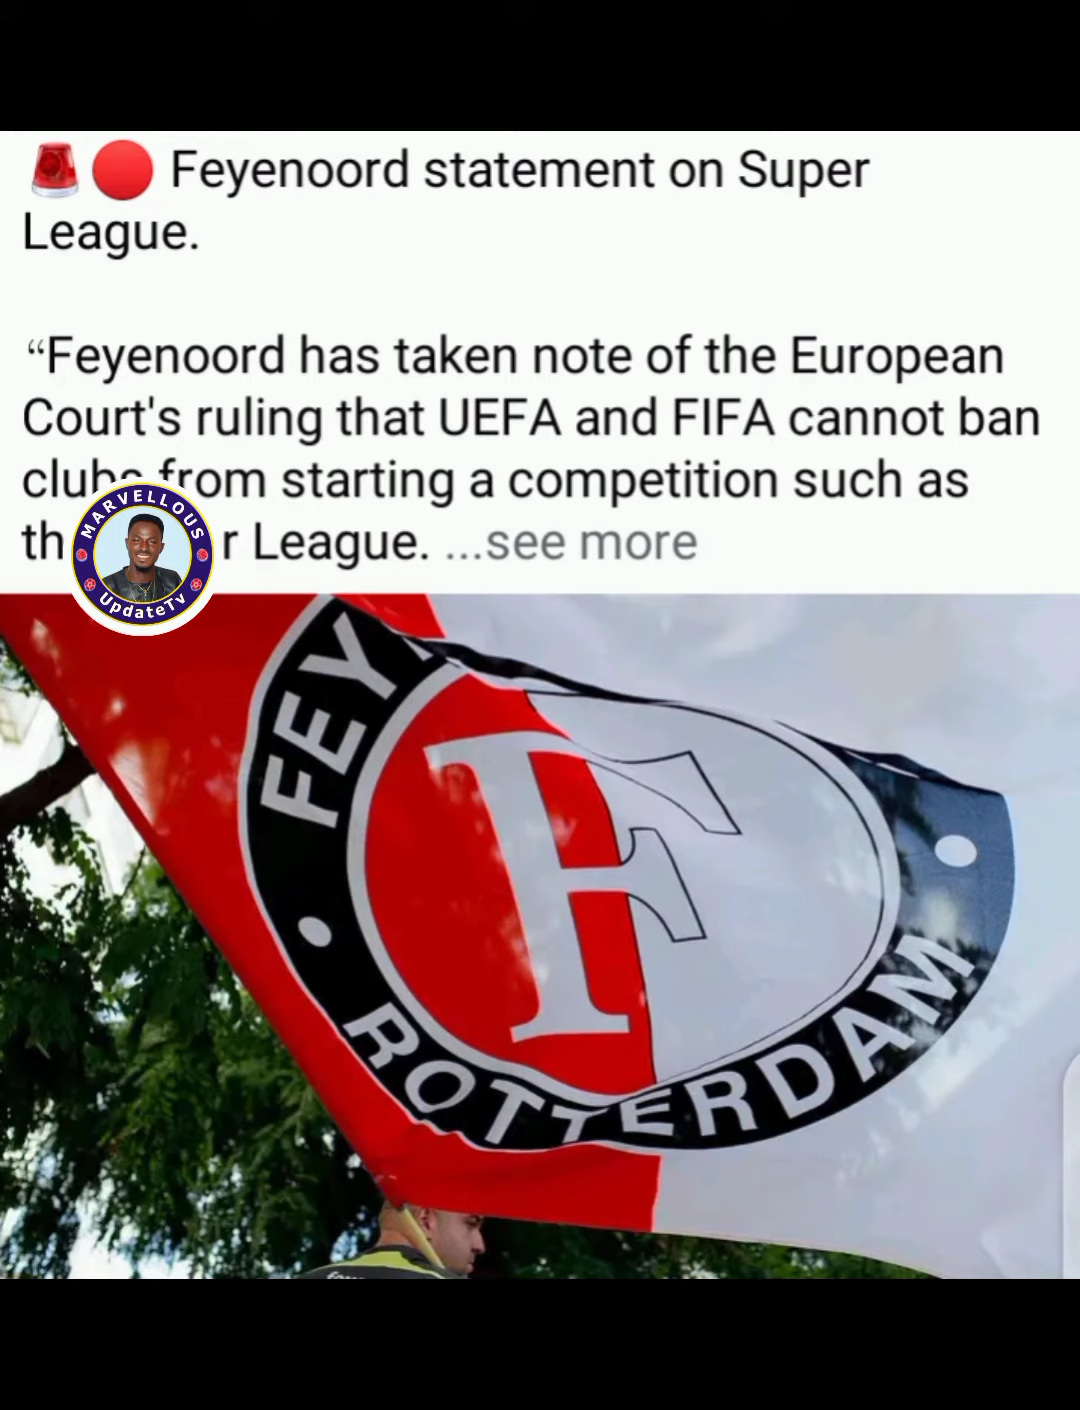 🚨🔴 Feyenoord statement on Super
League.
“Feyenoord has taken note of the European
Court's ruling that UEFA and FIFA cannot ban
clubs from starting a competition such as
r League. ...see more
MARVELLOUS
UpdateTv
FEY
F
ROTTERDAM